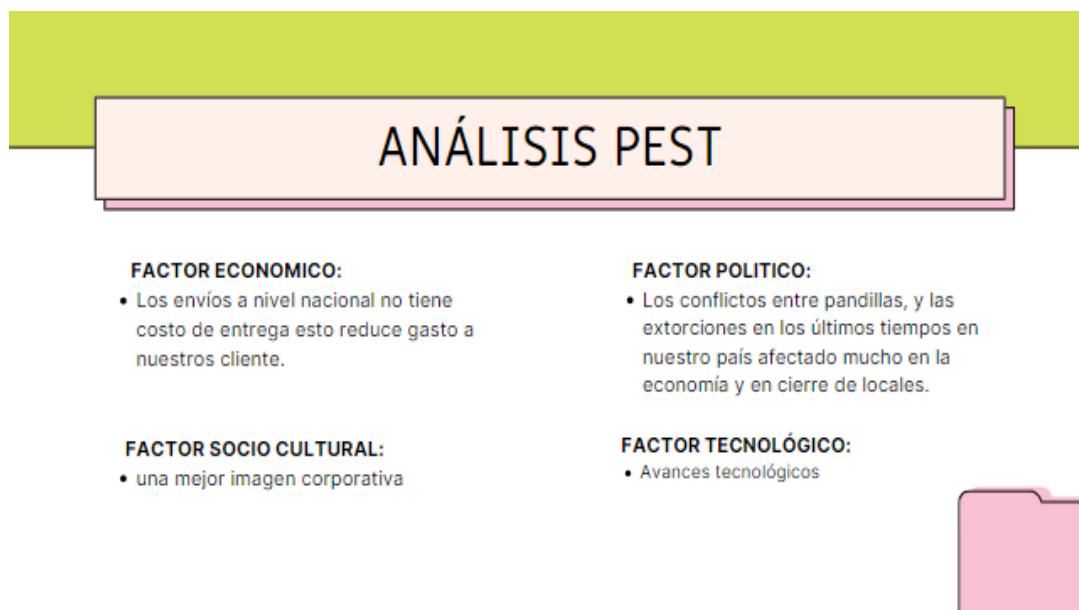 ANÁLISIS PEST
FACTOR ECONOMICO:
• Los envíos a nivel nacional no tiene
costo de entrega esto reduce gasto a
nuestros cliente.
FACTOR SOCIO CULTURAL:
• una mejor imagen corporativa
FACTOR POLITICO:
• Los conflictos entre pandillas, y las
extorciones en los últimos tiempos en
nuestro país afectado mucho en la
economía y en cierre de locales.
FACTOR TECNOLÓGICO:
• Avances tecnológicos